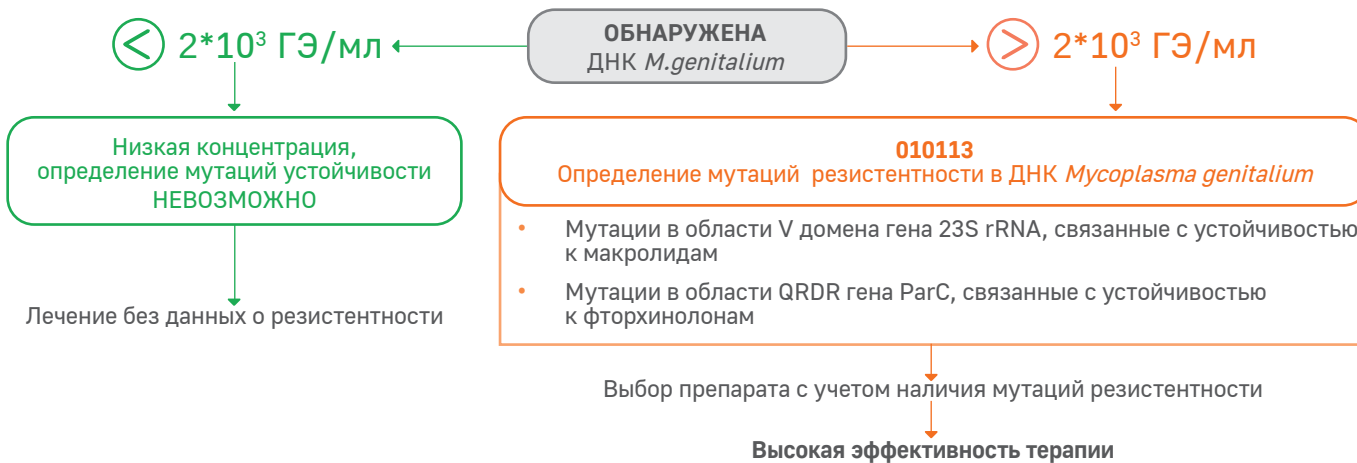 < 2*10³ ГЭ/мл
ОБНАРУЖЕНА
ДНК M.genitalium
> 2*10³ ГЭ/мл
Низкая концентрация,
определение мутаций устойчивости
НЕВОЗМОЖНО
Лечение без данных о резистентности
010113
Определение мутаций резистентности в ДНК Mycoplasma genitalium
• Мутации в области V домена гена 23S rRNA, связанные с устойчивостью
к макролидам
• Мутации в области QRDR гена ParC, связанные с устойчивостью
к фторхинолонам
Выбор препарата с учетом наличия мутаций резистентности
Высокая эффективность терапии